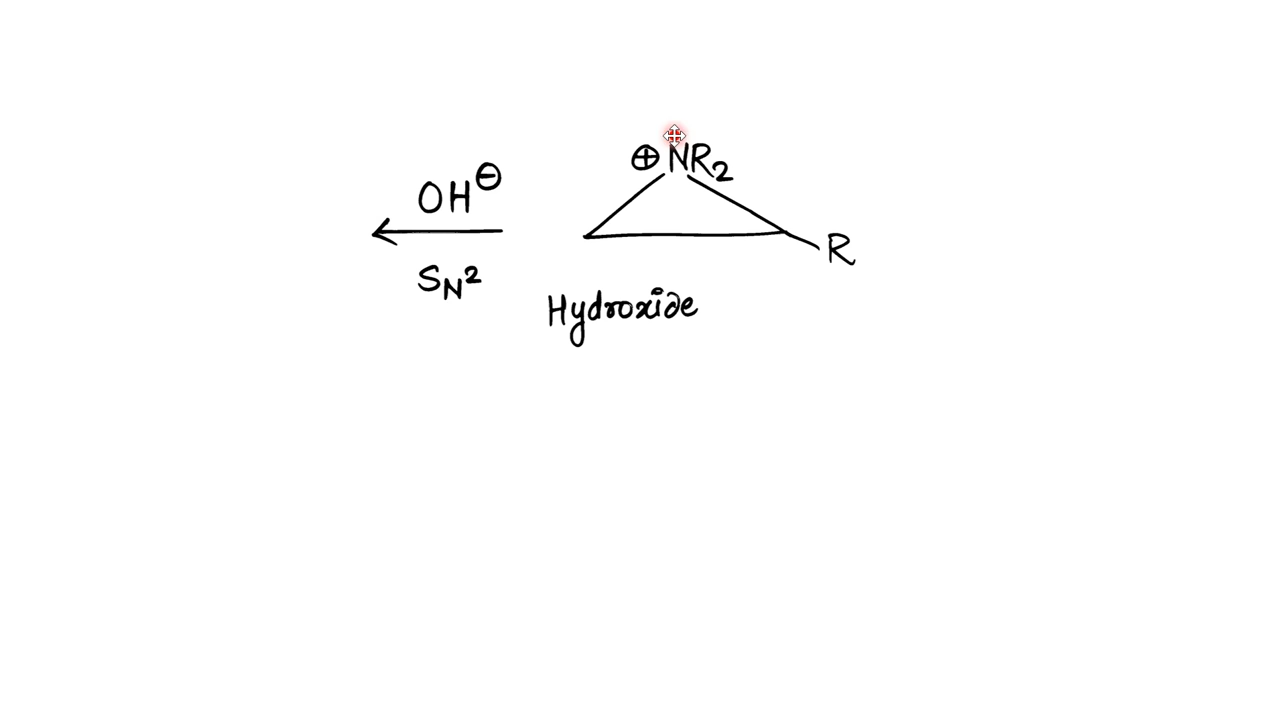 ⊕ NR₂
OH⊖
R
SN²
Hydroxide